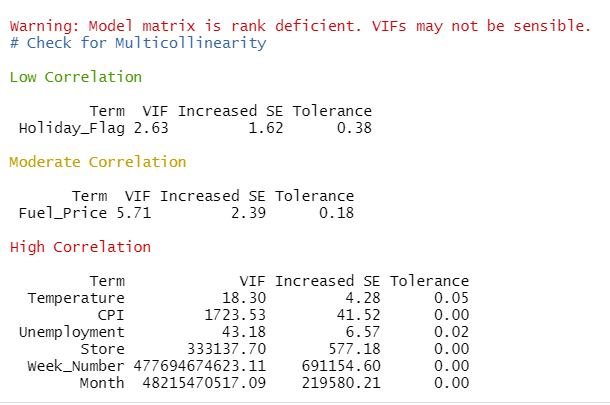 Warning: Model matrix is rank deficient. VIFs may not be sensible.
# Check for Multicollinearity
Low Correlation
Term VIF Increased SE Tolerance
Holiday_Flag 2.63 1.62 0.38
Moderate Correlation
Term VIF Increased SE Tolerance
Fuel_Price 5.71 2.39 0.18
High Correlation
Term VIF Increased SE Tolerance
Temperature 18.30 4.28 0.05
CPI 1723.53 41.52 0.00
Unemployment 43.18 6.57 0.02
Store 333137.70 577.18 0.00
Week_Number 477694674623.11 691154.60 0.00
Month 48215470517.09 219580.21 0.00